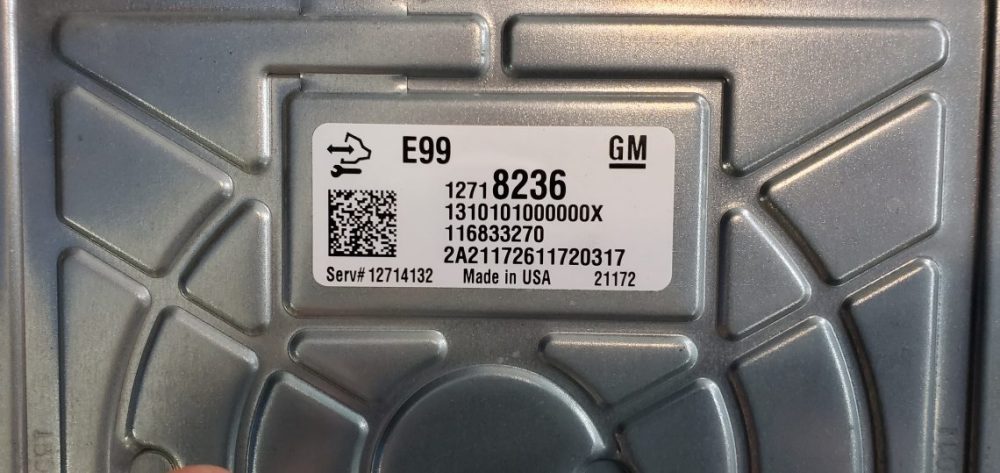 E99 GM
12718236
1310101000000X
116833270
2A21172611720317
Serv# 12714132 Made in USA 21172